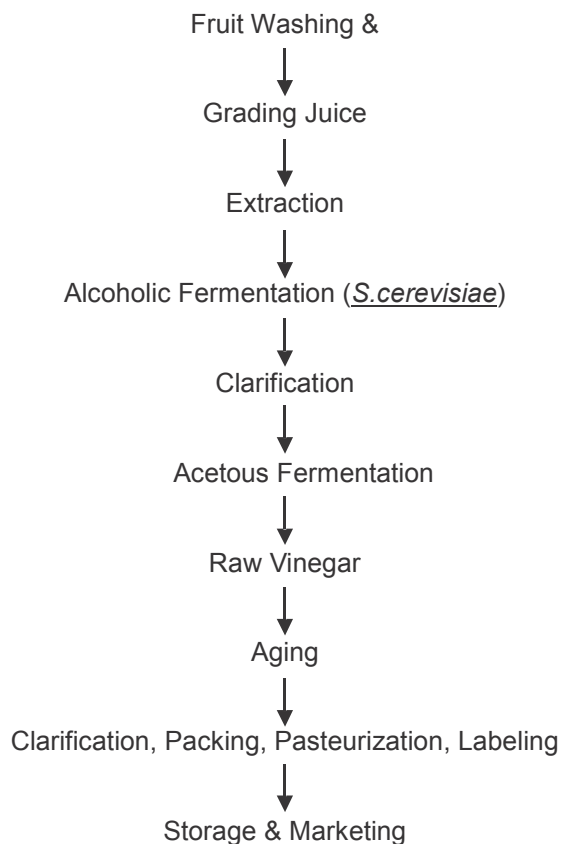 Fruit Washing &
Grading Juice
Extraction
Alcoholic Fermentation (S.cerevisiae)
Clarification
Acetous Fermentation
Raw Vinegar
Aging
Clarification, Packing, Pasteurization, Labeling
Storage & Marketing